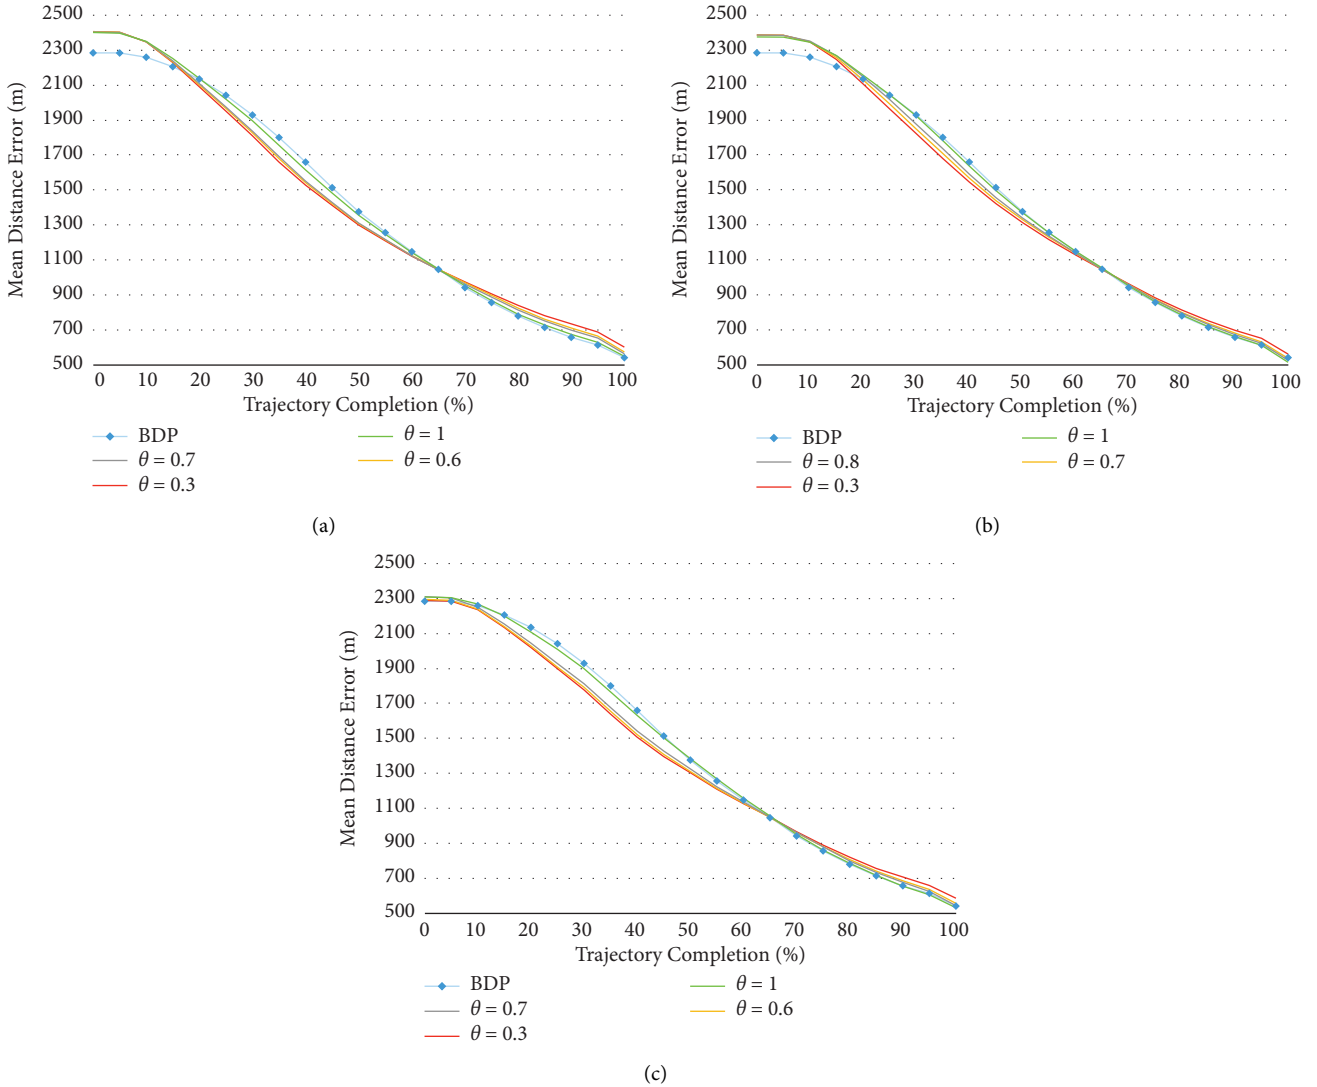 2500
2300
2100
1900
1700
1500
1300
1100
900
700
500
Mean Distance Error (m)
0 10 20 30 40 50 60 70 80 90 100
Trajectory Completion (%)
BDP
θ = 0.7
θ = 0.3
θ = 1
θ = 0.6
(a)
2500
2300
2100
1900
1700
1500
1300
1100
900
700
500
Mean Distance Error (m)
0 10 20 30 40 50 60 70 80 90 100
Trajectory Completion (%)
BDP
θ = 0.8
θ = 0.3
θ = 1
θ = 0.7
(b)
2500
2300
2100
1900
1700
1500
1300
1100
900
700
500
Mean Distance Error (m)
0 10 20 30 40 50 60 70 80 90 100
Trajectory Completion (%)
BDP
θ = 0.7
θ = 0.3
θ = 1
θ = 0.6
(c)